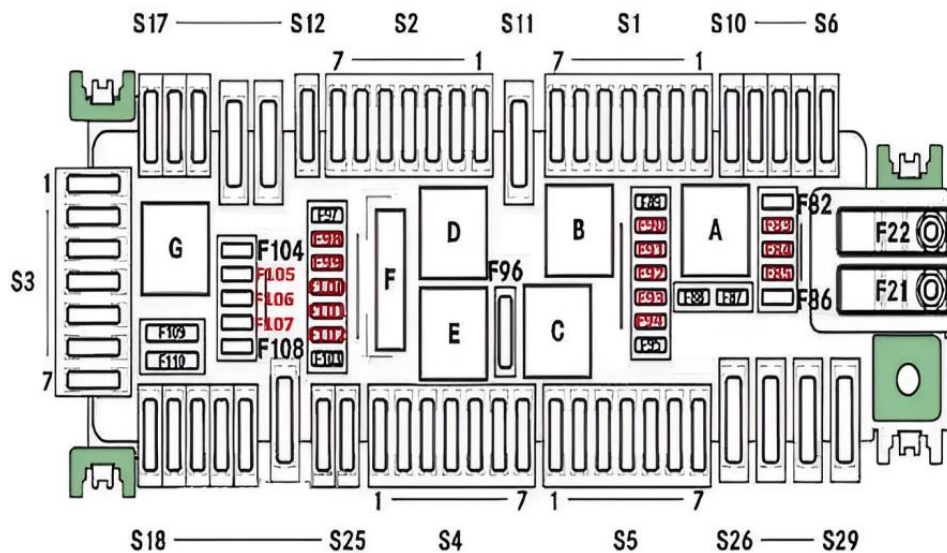 S17 S12 S2 S11 S1 S10 S6
7 1 7 1
1
F97 F89 F82
F98 F90 F83
F104 F99 F91 F84 F22
G D B A
F105 F100 F92 F85
S3 F F96
F106 F101 F93 F88 F87 F86 F21
F107 F102 F94
F109 E C
F108 F103 F95
F110
7
1 7 1 7
S18 S25 S4 S5 S26 S29